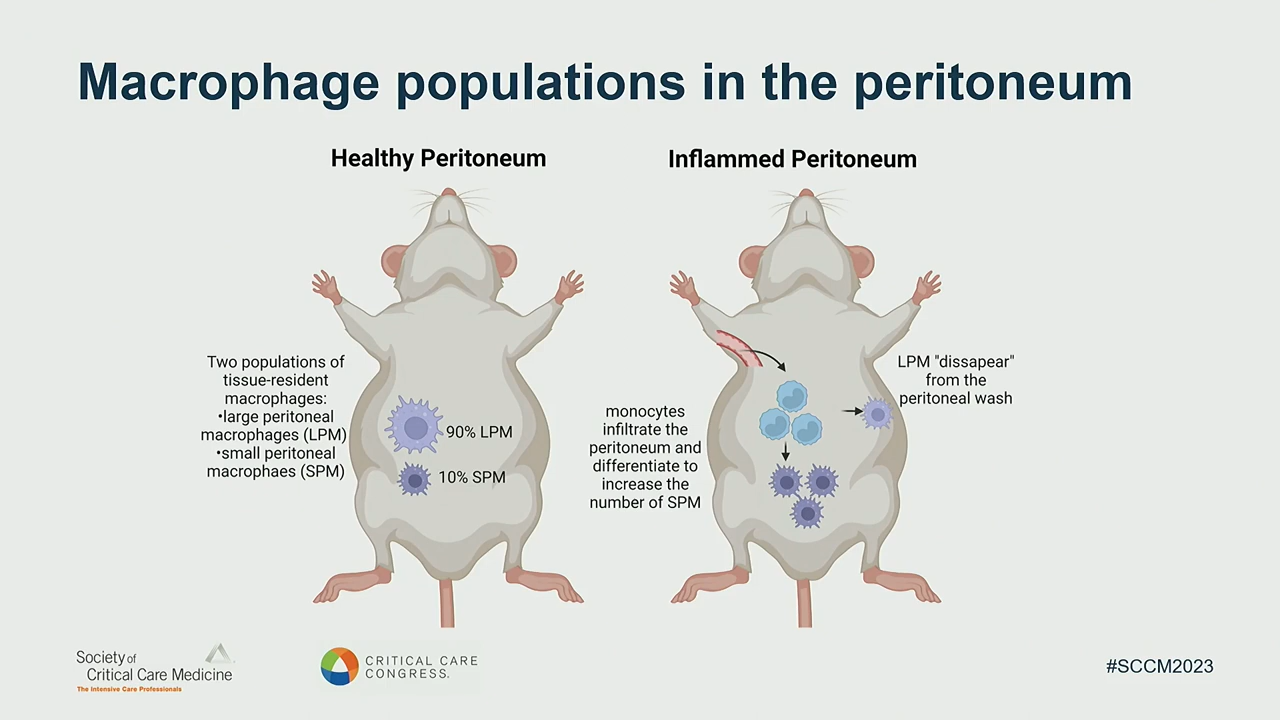 Macrophage populations in the peritoneum
Healthy Peritoneum
Two populations of
tissue-resident
macrophages:
•large peritoneal
macrophages (LPM)
•small peritoneal
macrophaes (SPM)
90% LPM
10% SPM
Inflammed Peritoneum
monocytes
infiltrate the
peritoneum and
differentiate to
increase the
number of SPM
LPM "dissapear"
from the
peritoneal wash
Society of
Critical Care Medicine
The Intensive Care Professionals
CRITICAL CARE
CONGRESS.
#SCCM2023